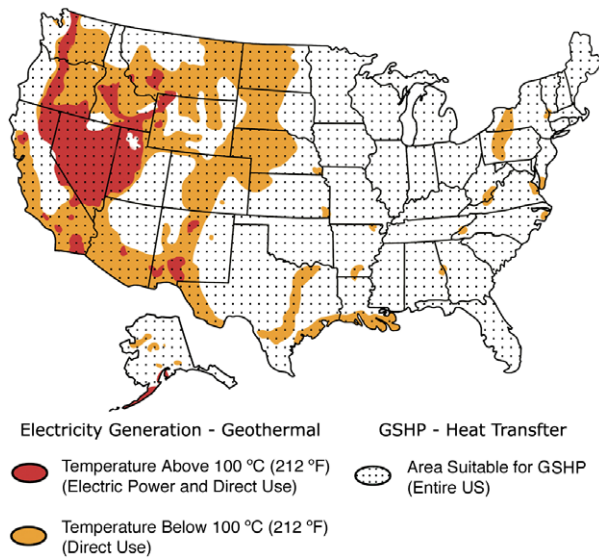 Electricity Generation - Geothermal
Temperature Above 100 °C (212 °F)
(Electric Power and Direct Use)
Temperature Below 100 °C (212 °F)
(Direct Use)
GSHP - Heat Transfter
Area Suitable for GSHP
(Entire US)